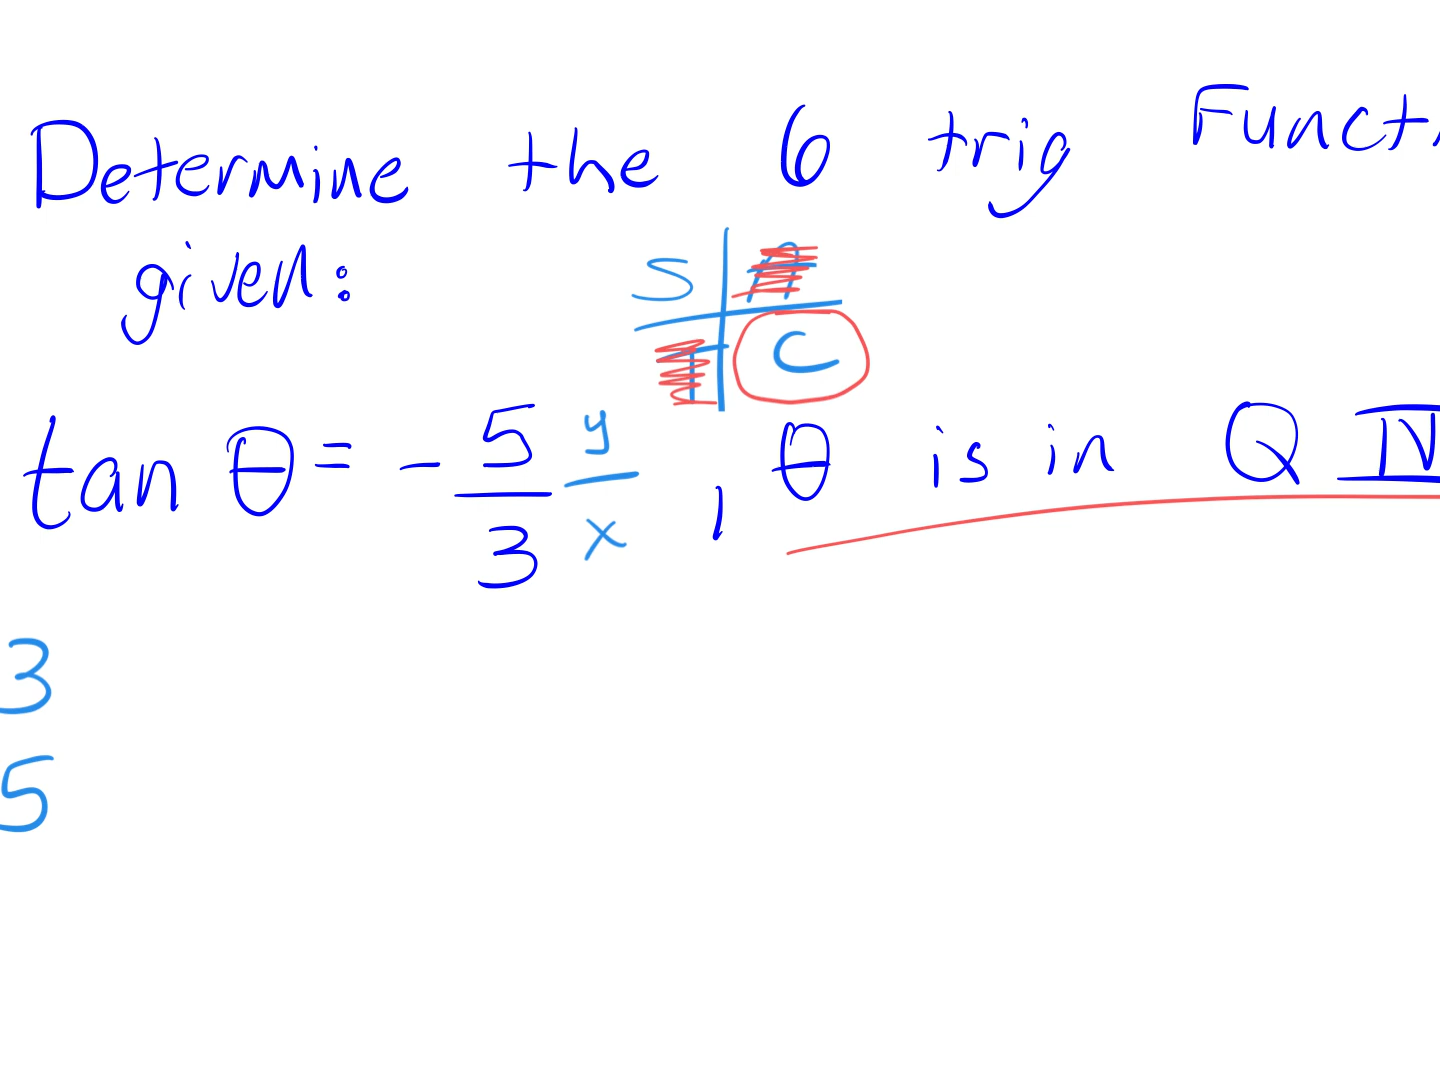 Determine the 6 trig Funct
given:
S A
T C
tan θ = - 5/3 y/x , θ is in Q IV
3
5